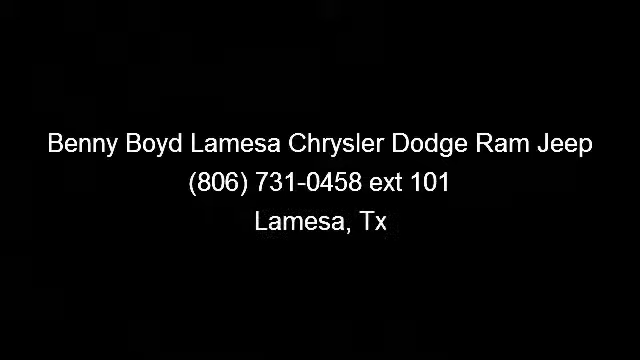 Benny Boyd Lamesa Chrysler Dodge Ram Jeep
(806) 731-0458 ext 101
Lamesa, Tx